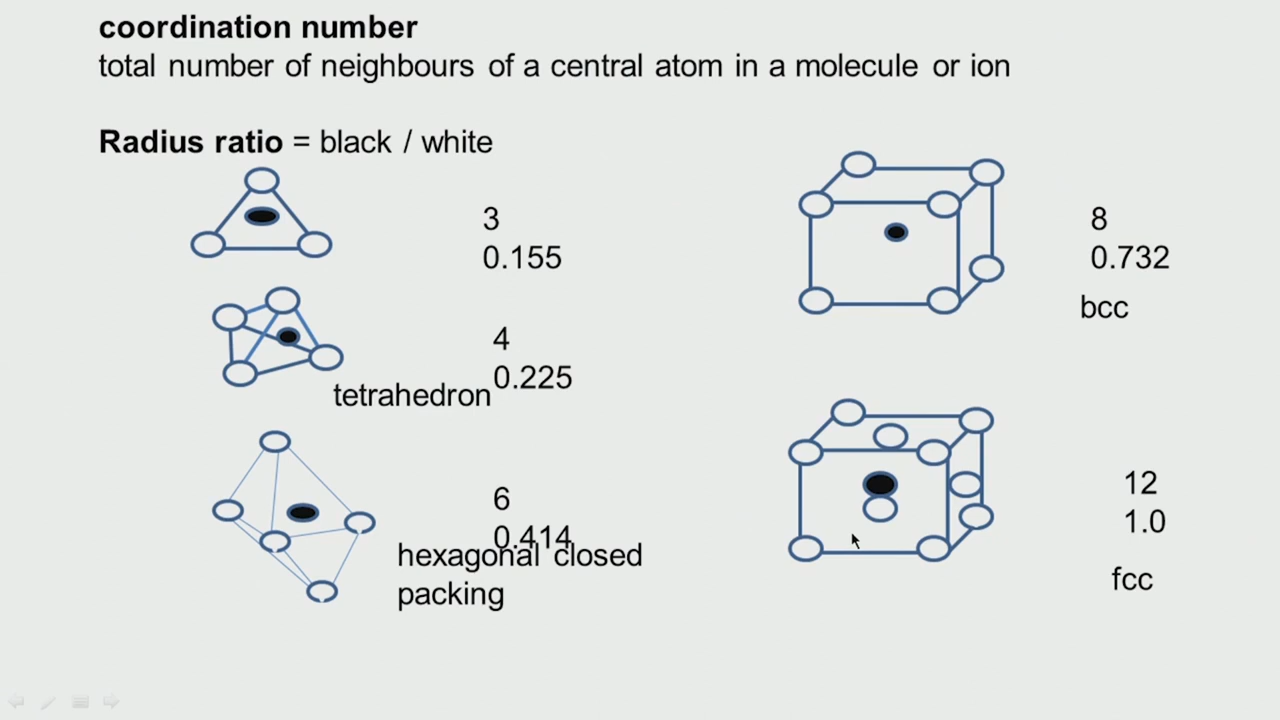 coordination number
total number of neighbours of a central atom in a molecule or ion
Radius ratio = black / white
3
0.155
4
0.225
tetrahedron
6
0.414
hexagonal closed
packing
8
0.732
bcc
12
1.0
fcc